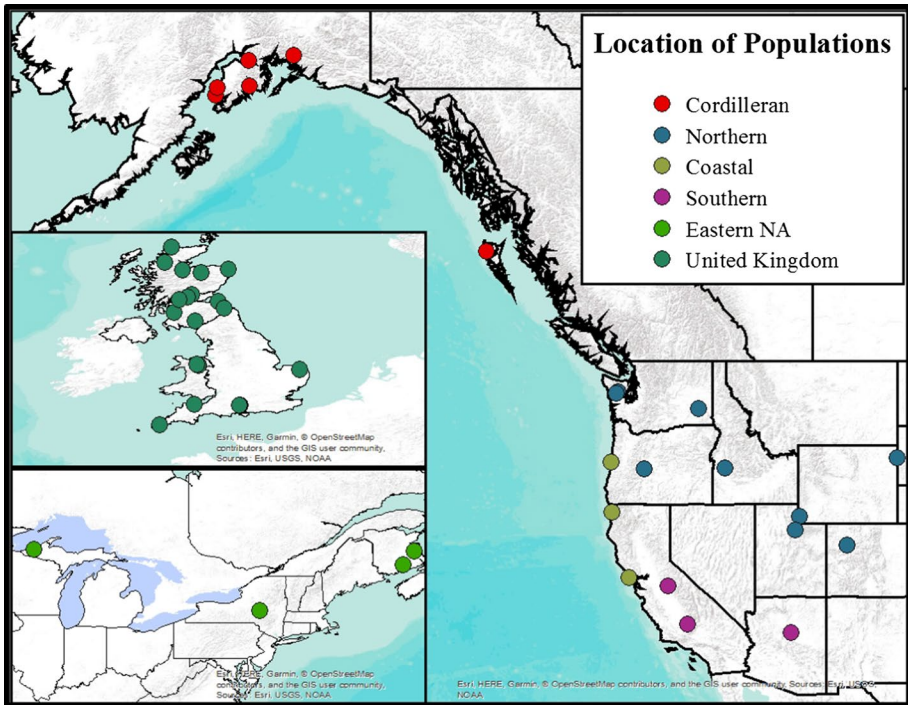 Location of Populations
Cordilleran
Northern
Coastal
Southern
Eastern NA
United Kingdom
Esri, HERE, Garmin, © OpenStreetMap
contributors, and the GIS user community,
Sources: Esri, USGS, NOAA
Esri, HERE, Garmin, © OpenStreetMap
contributors, and the GIS user community,
Sources: Esri, USGS, NOAA
Esri, HERE, Garmin, © OpenStreetMap contributors, and the GIS user community, Sources: Esri, USGS,
NOAA